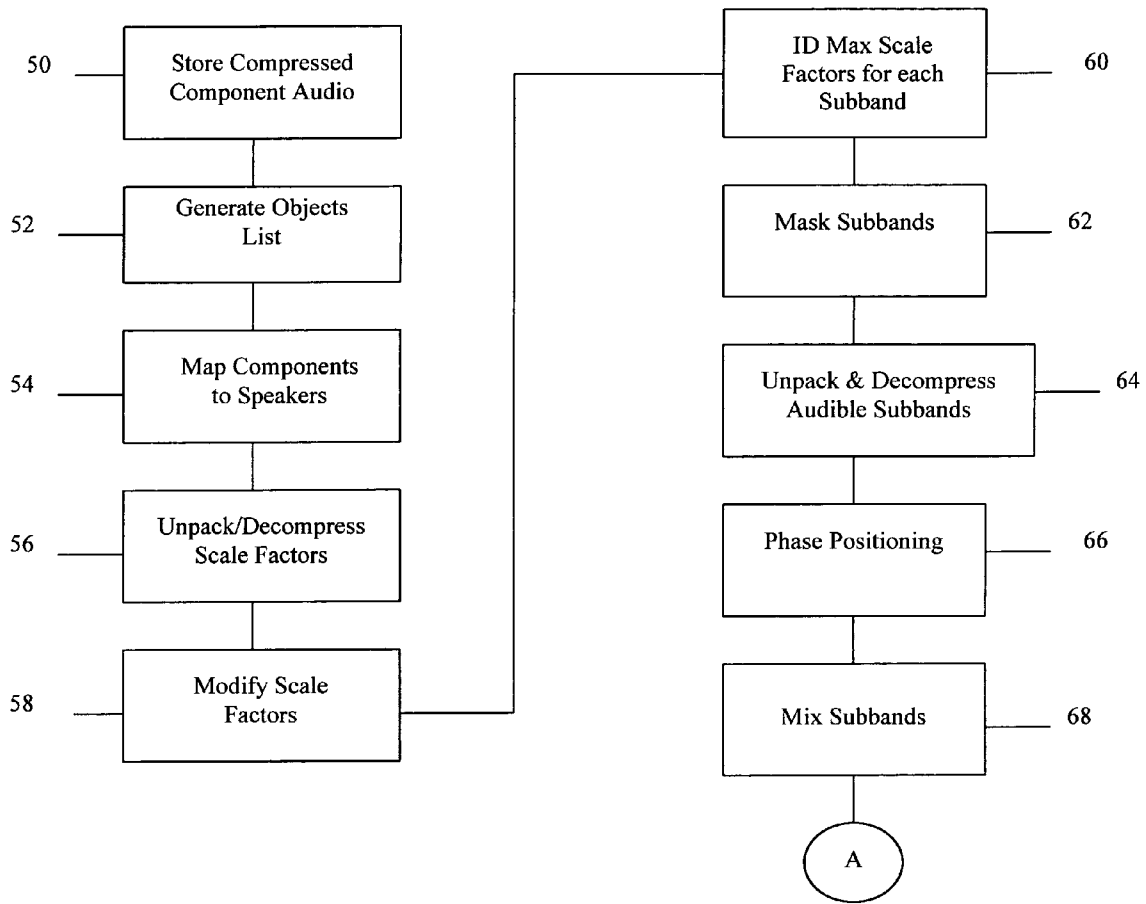 50
Store Compressed
Component Audio
52
Generate Objects
List
54
Map Components
to Speakers
56
Unpack/Decompress
Scale Factors
58
Modify Scale
Factors
ID Max Scale
Factors for each
Subband
60
Mask Subbands
62
Unpack & Decompress
Audible Subbands
64
Phase Positioning
66
Mix Subbands
68
A